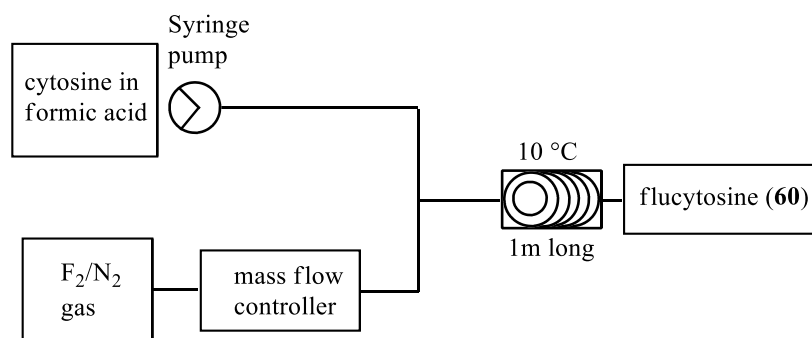 Syringe
pump
cytosine in
formic acid
10 °C
flucytosine (60)
1m long
F2/N2
gas
mass flow
controller